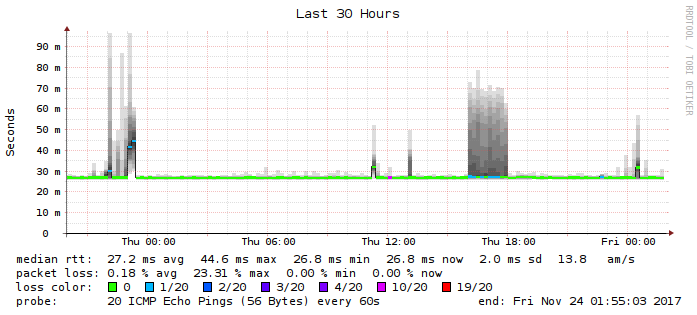 Last 30 Hours
RRDTOOL / TOBI OETIKER
Seconds
90 m
80 m
70 m
60 m
50 m
40 m
30 m
20 m
10 m
0
Thu 00:00 Thu 06:00 Thu 12:00 Thu 18:00 Fri 00:00
median rtt: 27.2 ms avg 44.6 ms max 26.8 ms min 26.8 ms now 2.0 ms sd 13.8 am/s
packet loss: 0.18 % avg 23.31 % max 0.00 % min 0.00 % now
loss color: 0 1/20 2/20 3/20 4/20 10/20 19/20
probe: 20 ICMP Echo Pings (56 Bytes) every 60s end: Fri Nov 24 01:55:03 2017